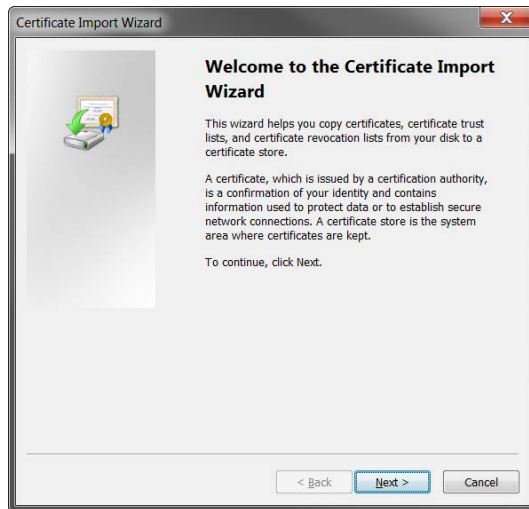 Certificate Import Wizard
Welcome to the Certificate Import
Wizard
This wizard helps you copy certificates, certificate trust
lists, and certificate revocation lists from your disk to a
certificate store.
A certificate, which is issued by a certification authority,
is a confirmation of your identity and contains
information used to protect data or to establish secure
network connections. A certificate store is the system
area where certificates are kept.
To continue, click Next.
< Back Next > Cancel